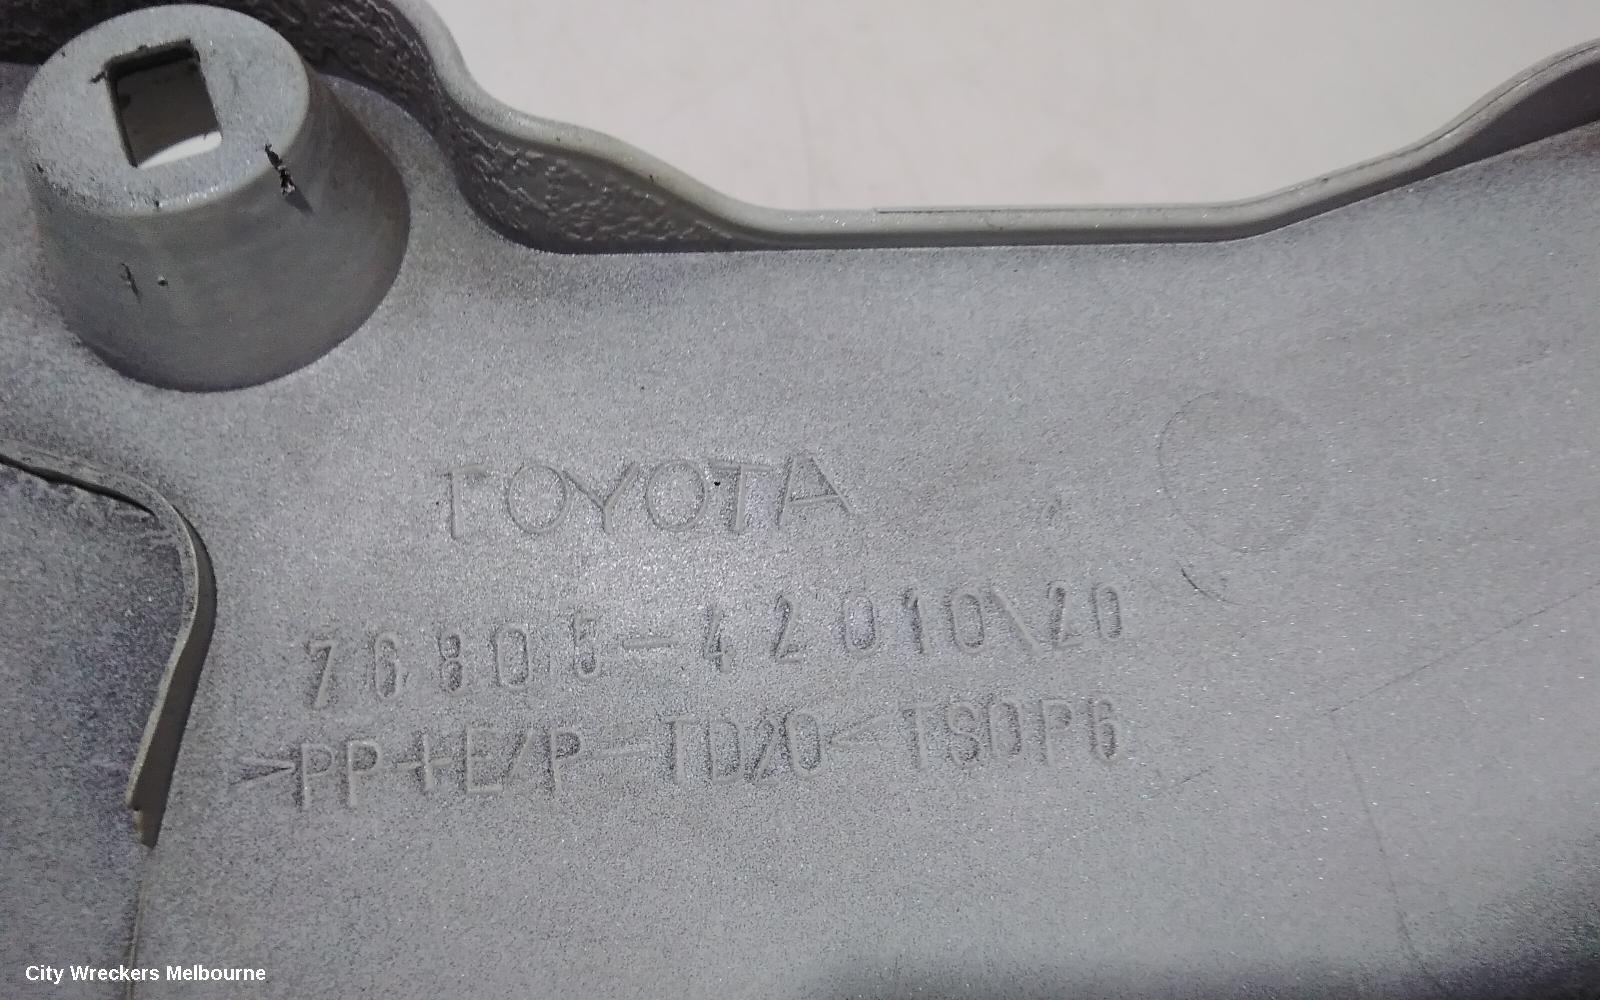 TOYOTA
76805-42010\20
>PP+E/P-TD20< TSOP6
City Wreckers Melbourne